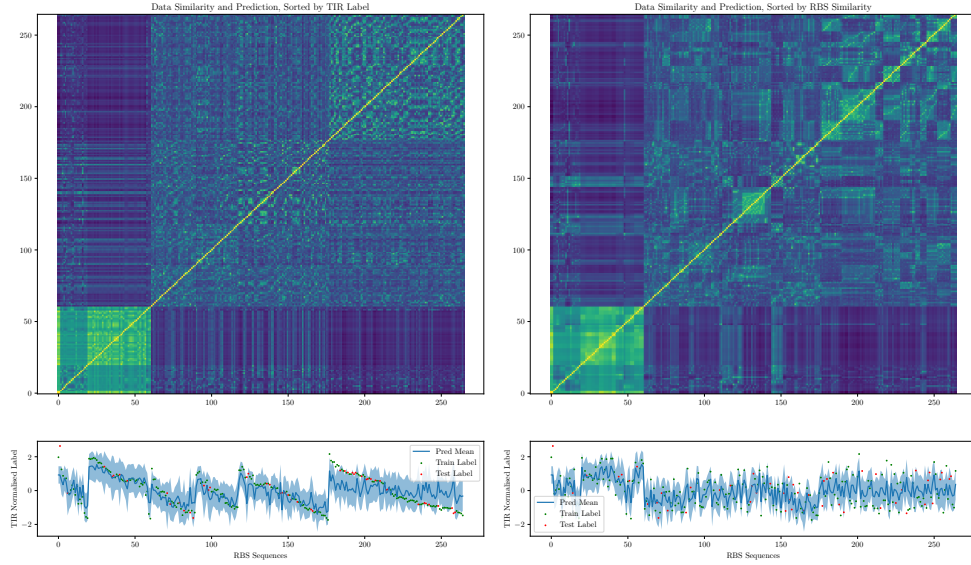 Data Similarity and Prediction, Sorted by TIR Label
250
200
150
100
50
0
0 50 100 150 200 250
TIR Normalised Label
2
0
−2
Pred Mean
Train Label
Test Label
0 50 100 150 200 250
RBS Sequences
Data Similarity and Prediction, Sorted by RBS Similarity
250
200
150
100
50
0
0 50 100 150 200 250
TIR Normalised Label
2
0
−2
Pred Mean
Train Label
Test Label
0 50 100 150 200 250
RBS Sequences